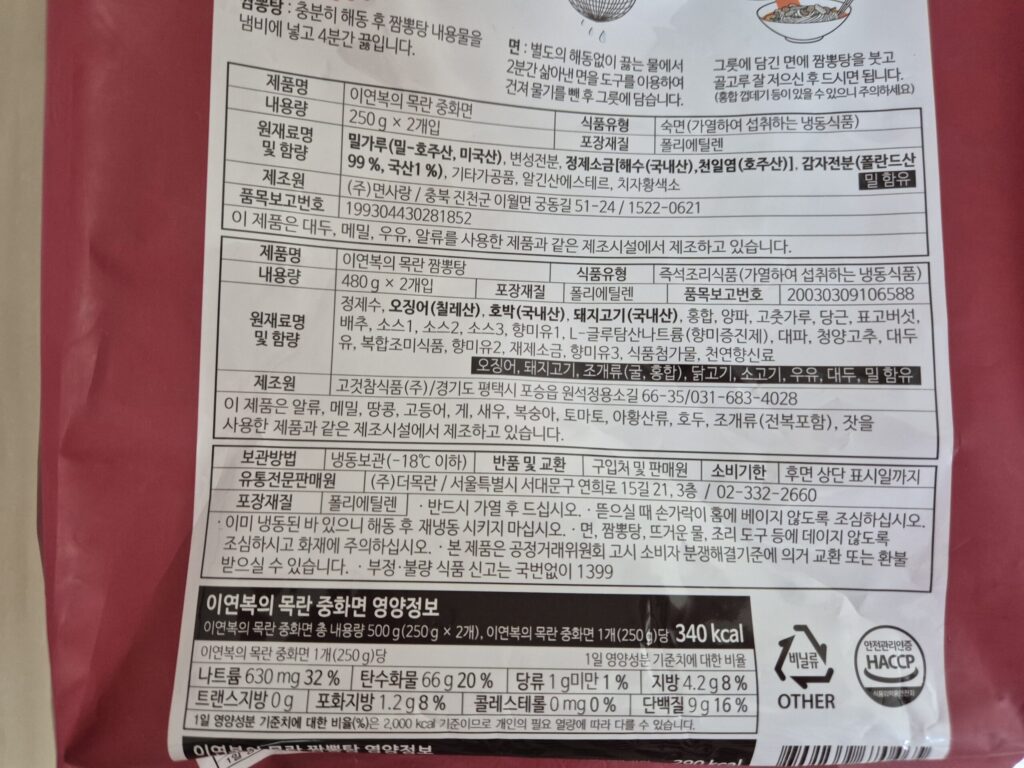 짬뽕탕 : 충분히 해동 후 짬뽕탕 내용물을
냄비에 넣고 4분간 끓입니다.
면 : 별도의 해동없이 끓는 물에서
2분간 삶아낸 면을 도구를 이용하여
건져 물기를 뺀 후 그릇에 담습니다.
그릇에 담긴 면에 짬뽕탕을 붓고
골고루 잘 저으신 후 드시면 됩니다.
(홍합 껍데기 등이 있을 수 있으니 주의하세요)
제품명 이연복의 목란 중화면
내용량 250 g × 2개입 식품유형 숙면(가열하여 섭취하는 냉동식품)
포장재질 폴리에틸렌
원재료명 및 함량 밀가루(밀-호주산, 미국산), 변성전분, 정제소금[해수(국내산),천일염(호주산)], 감자전분(폴란드산
99 %, 국산1 %), 기타가공품, 알긴산에스테르, 치자황색소 밀 함유
제조원 (주)면사랑 / 충북 진천군 이월면 궁동길 51-24 / 1522-0621
품목보고번호 199304430281852
이 제품은 대두, 메밀, 우유, 알류를 사용한 제품과 같은 제조시설에서 제조하고 있습니다.
제품명 이연복의 목란 짬뽕탕 식품유형 즉석조리식품(가열하여 섭취하는 냉동식품)
내용량 480 g × 2개입 포장재질 폴리에틸렌 품목보고번호 20030309106588
원재료명 및 함량 정제수, 오징어(칠레산), 호박(국내산), 돼지고기(국내산), 홍합, 양파, 고춧가루, 당근, 표고버섯,
배추, 소스1, 소스2, 소스3, 향미유1, L-글루탐산나트륨(향미증진제), 대파, 청양고추, 대두
유, 복합조미식품, 향미유2, 재제소금, 향미유3, 식품첨가물, 천연향신료
오징어, 돼지고기, 조개류(굴, 홍합), 닭고기, 소고기, 우유, 대두, 밀 함유
제조원 고것참식품(주)/경기도 평택시 포승읍 원석정용소길 66-35/031-683-4028
이 제품은 알류, 메밀, 땅콩, 고등어, 게, 새우, 복숭아, 토마토, 아황산류, 호두, 조개류(전복포함), 잣을
사용한 제품과 같은 제조시설에서 제조하고 있습니다.
보관방법 냉동보관(-18℃ 이하) 반품 및 교환 구입처 및 판매원 소비기한 후면 상단 표시일까지
유통전문판매원 (주)더목란 / 서울특별시 서대문구 연희로 15길 21, 3층 / 02-332-2660
포장재질 폴리에틸렌 · 반드시 가열 후 드십시오. · 뜯으실 때 손가락이 홈에 베이지 않도록 조심하십시오.
· 이미 냉동된 바 있으니 해동 후 재냉동 시키지 마십시오. · 면, 짬뽕탕, 뜨거운 물, 조리 도구 등에 데이지 않도록
조심하시고 화재에 주의하십시오. · 본 제품은 공정거래위원회 고시 소비자 분쟁해결기준에 의거 교환 또는 환불
받으실 수 있습니다. · 부정·불량 식품 신고는 국번없이 1399
이연복의 목란 중화면 영양정보
이연복의 목란 중화면 총 내용량 500 g(250 g × 2개), 이연복의 목란 중화면 1개(250 g)당 340 kcal
이연복의 목란 중화면 1개(250 g)당 1일 영양성분 기준치에 대한 비율
나트륨 630 mg 32 % 탄수화물 66 g 20 % 당류 1 g미만 1 % 지방 4.2 g 8 %
트랜스지방 0 g 포화지방 1.2 g 8 % 콜레스테롤 0 mg 0 % 단백질 9 g 16 %
1일 영양성분 기준치에 대한 비율(%)은 2,000 kcal 기준이므로 개인의 필요 열량에 따라 다를 수 있습니다.
비닐류
OTHER
안전관리인증
HACCP
식품의약품안전처
이연복의 목란 짬뽕탕 영양정보